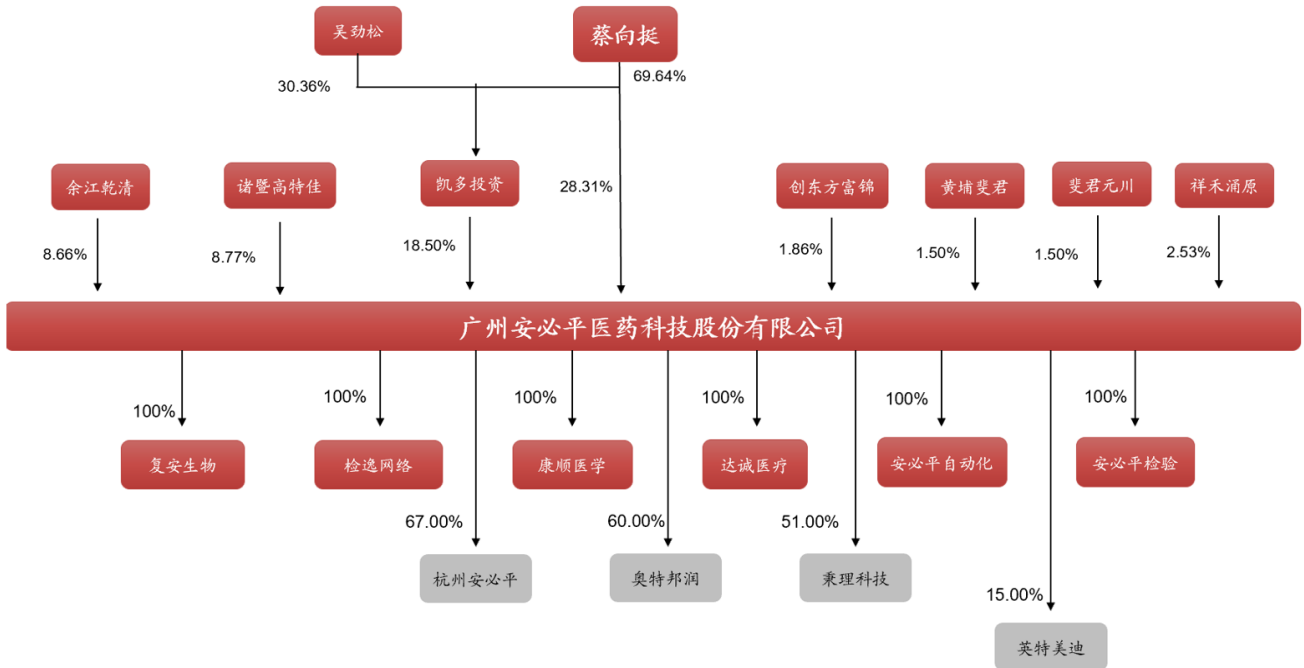 吴劲松
蔡向挺
30.36%
69.64%
余江乾清
诸暨高特佳
凯多投资
28.31%
创东方富锦
黄埔斐君
斐君元川
祥禾涌原
8.66%
8.77%
18.50%
1.86%
1.50%
1.50%
2.53%
广州安必平医药科技股份有限公司
100%
100%
100%
100%
100%
100%
复安生物
检逸网络
康顺医学
达诚医疗
安必平自动化
安必平检验
67.00%
60.00%
51.00%
杭州安必平
奥特邦润
秉理科技
15.00%
英特美迪